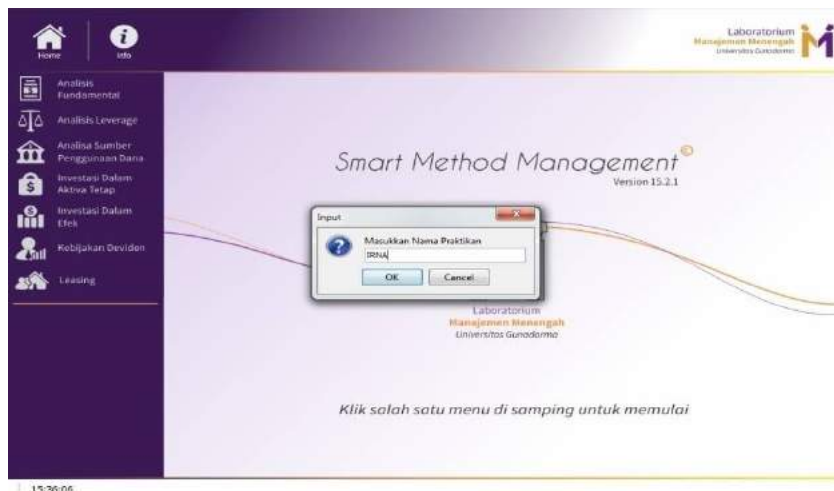 Home
Info
Laboratorium
Manajemen Menengah
Universitas Gunadarma
Analisis
Fundamental
Analisis Leverage
Analisa Sumber
Penggunaan Dana
Investasi Dalam
Aktiva Tetap
Investasi Dalam
Efek
Kebijakan Deviden
Leasing
Smart Method Management©
Version 15.2.1
Input
Masukkan Nama Praktikan
IRNA
OK
Cancel
Laboratorium
Manajemen Menengah
Universitas Gunadarma
Klik salah satu menu di samping untuk memulai
15:36:06